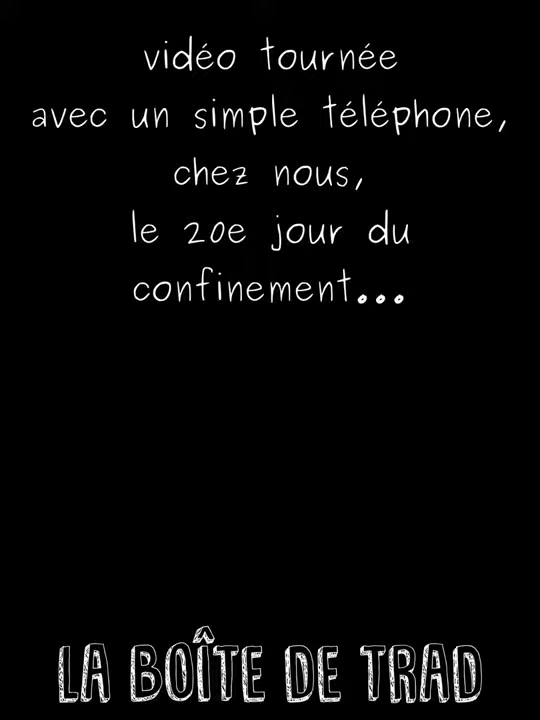 vidéo tournée
avec un simple téléphone,
chez nous,
le 20e jour du
confinement...
LA BOÎTE DE TRAD